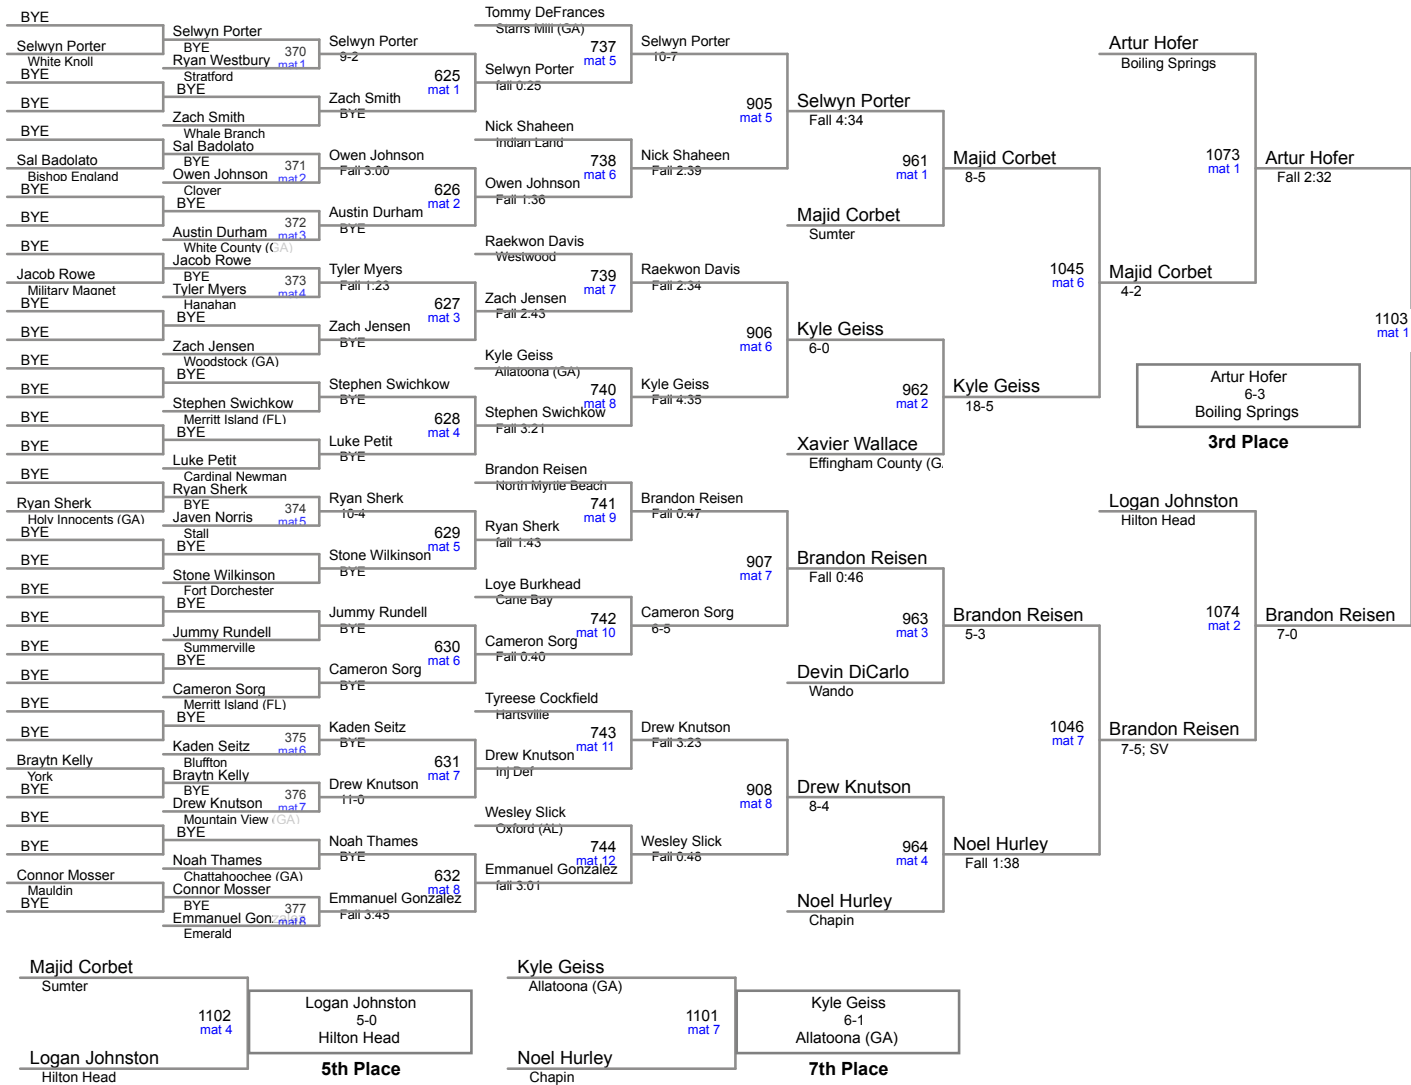 BYE
Selwyn Porter
White Knoll
BYE
BYE
BYE
Sal Badolato
Bishop England
BYE
BYE
BYE
Jacob Rowe
Military Magnet
BYE
BYE
BYE
BYE
BYE
BYE
BYE
Ryan Sherk
Holy Innocents (GA)
BYE
BYE
BYE
BYE
BYE
BYE
BYE
BYE
Braytn Kelly
York
BYE
BYE
BYE
Connor Mosser
Mauldin
BYE
Selwyn Porter
BYE
370
Ryan Westbury
mat 1
Stratford
BYE
Zach Smith
Whale Branch
Sal Badolato
BYE
371
Owen Johnson
mat 2
Clover
BYE
372
Austin Durham
mat 3
White County (GA)
Jacob Rowe
BYE
373
Tyler Myers
mat 4
Hanahan
BYE
Zach Jensen
Woodstock (GA)
BYE
Stephen Swichkow
Merritt Island (FL)
BYE
Luke Petit
Cardinal Newman
Ryan Sherk
BYE
374
Javen Norris
mat 5
Stall
BYE
Stone Wilkinson
Fort Dorchester
BYE
Jummy Rundell
Summerville
BYE
Cameron Sorg
Merritt Island (FL)
BYE
375
Kaden Seitz
mat 6
Bluffton
Braytn Kelly
BYE
376
Drew Knutson
mat 7
Mountain View (GA)
BYE
Noah Thames
Chattahoochee (GA)
Connor Mosser
BYE
377
Emmanuel Gonzalez
mat 8
Emerald
Selwyn Porter
9-2
625
mat 1
Zach Smith
BYE
Owen Johnson
Fall 3:00
626
mat 2
Austin Durham
BYE
Tyler Myers
Fall 1:23
627
mat 3
Zach Jensen
BYE
Stephen Swichkow
BYE
628
mat 4
Luke Petit
BYE
Ryan Sherk
10-4
629
mat 5
Stone Wilkinson
BYE
Jummy Rundell
BYE
630
mat 6
Cameron Sorg
BYE
Kaden Seitz
BYE
631
mat 7
Drew Knutson
11-0
Noah Thames
BYE
632
mat 8
Emmanuel Gonzalez
Fall 3:45
Tommy DeFrances
Starrs Mill (GA)
737
mat 5
Selwyn Porter
fall 0:25
Nick Shaheen
Indian Land
738
mat 6
Owen Johnson
Fall 1:36
Raekwon Davis
Westwood
739
mat 7
Zach Jensen
Fall 2:43
Kyle Geiss
Allatoona (GA)
740
mat 8
Stephen Swichkow
Fall 3:21
Brandon Reisen
North Myrtle Beach
741
mat 9
Ryan Sherk
fall 1:43
Loye Burkhead
Cane Bay
742
mat 10
Cameron Sorg
Fall 0:40
Tyreese Cockfield
Hartsville
743
mat 11
Drew Knutson
Inj Def
Wesley Slick
Oxford (AL)
744
mat 12
Emmanuel Gonzalez
fall 3:01
Selwyn Porter
10-7
905
mat 5
Nick Shaheen
Fall 2:39
Raekwon Davis
Fall 2:34
906
mat 6
Kyle Geiss
Fall 4:35
Brandon Reisen
Fall 0:47
907
mat 7
Cameron Sorg
6-5
Drew Knutson
Fall 3:23
908
mat 8
Wesley Slick
Fall 0:48
Selwyn Porter
Fall 4:34
961
mat 1
Majid Corbet
Sumter
Kyle Geiss
6-0
962
mat 2
Xavier Wallace
Effingham County (G
Brandon Reisen
Fall 0:46
963
mat 3
Devin DiCarlo
Wando
Drew Knutson
8-4
964
mat 4
Noel Hurley
Chapin
Majid Corbet
8-5
1045
mat 6
Kyle Geiss
18-5
Brandon Reisen
5-3
1046
mat 7
Noel Hurley
Fall 1:38
Artur Hofer
Boiling Springs
1073
mat 1
Majid Corbet
4-2
Logan Johnston
Hilton Head
1074
mat 2
Brandon Reisen
7-5; SV
Artur Hofer
Fall 2:32
1103
mat 1
Brandon Reisen
7-0
Artur Hofer
6-3
Boiling Springs
3rd Place
Majid Corbet
Sumter
1102
mat 4
Logan Johnston
Hilton Head
Logan Johnston
5-0
Hilton Head
5th Place
Kyle Geiss
Allatoona (GA)
1101
mat 7
Noel Hurley
Chapin
Kyle Geiss
6-1
Allatoona (GA)
7th Place